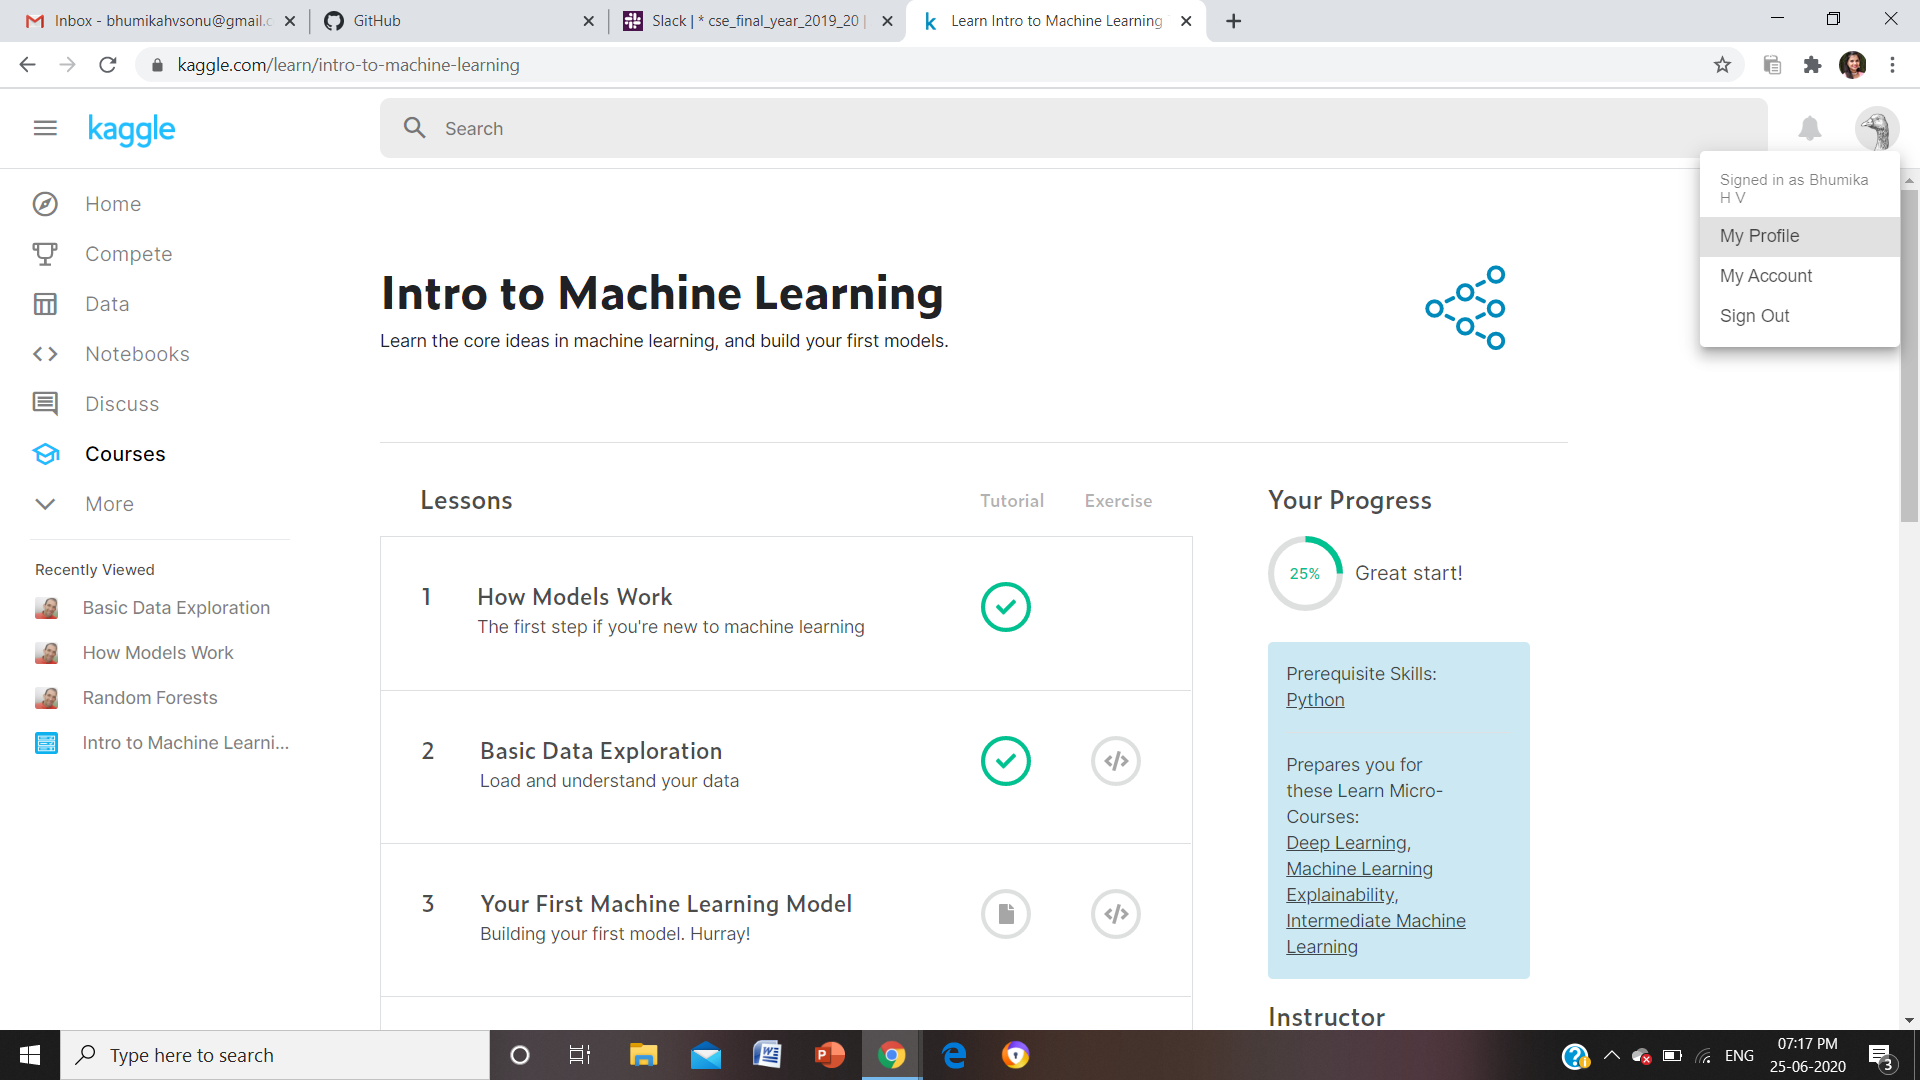 Inbox - bhumikahvsonu@gmail.c
GitHub
Slack | * cse_final_year_2019_20 |
Learn Intro to Machine Learning
kaggle.com/learn/intro-to-machine-learning
kaggle
Search
Signed in as Bhumika
H V
My Profile
My Account
Sign Out
Home
Compete
Data
Notebooks
Discuss
Courses
More
Recently Viewed
Basic Data Exploration
How Models Work
Random Forests
Intro to Machine Learni...
Intro to Machine Learning
Learn the core ideas in machine learning, and build your first models.
Lessons
Tutorial
Exercise
1
How Models Work
The first step if you're new to machine learning
2
Basic Data Exploration
Load and understand your data
3
Your First Machine Learning Model
Building your first model. Hurray!
Your Progress
25%
Great start!
Prerequisite Skills:
Python
Prepares you for
these Learn Micro-
Courses:
Deep Learning,
Machine Learning
Explainability,
Intermediate Machine
Learning
Instructor
Type here to search
ENG
07:17 PM
25-06-2020
3